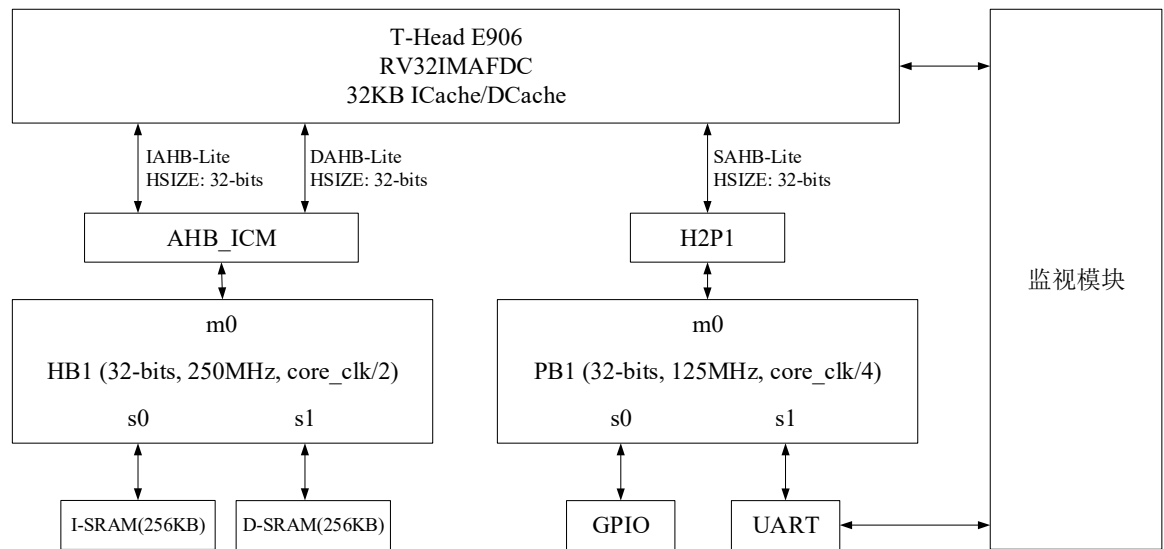 T-Head E906
RV32IMAFDC
32KB ICache/DCache
IAHB-Lite
HSIZE: 32-bits
DAHB-Lite
HSIZE: 32-bits
SAHB-Lite
HSIZE: 32-bits
AHB_ICM
H2P1
监视模块
m0
HB1 (32-bits, 250MHz, core_clk/2)
s0
s1
m0
PB1 (32-bits, 125MHz, core_clk/4)
s0
s1
I-SRAM(256KB)
D-SRAM(256KB)
GPIO
UART